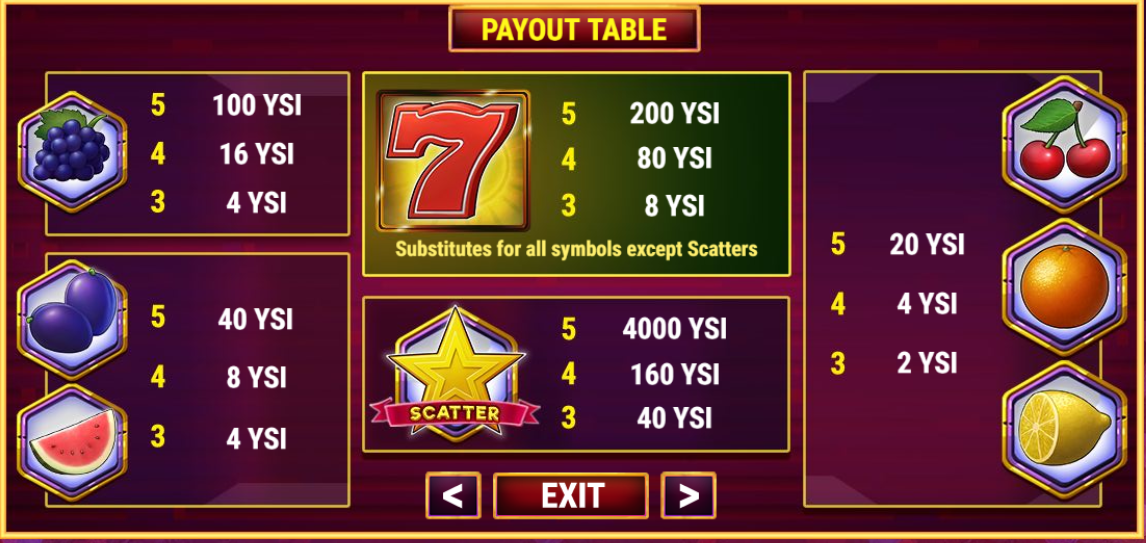 PAYOUT TABLE
5 100 YSI
4 16 YSI
3 4 YSI
5 40 YSI
4 8 YSI
3 4 YSI
7
5 200 YSI
4 80 YSI
3 8 YSI
Substitutes for all symbols except Scatters
SCATTER
5 4000 YSI
4 160 YSI
3 40 YSI
5 20 YSI
4 4 YSI
3 2 YSI
< EXIT >